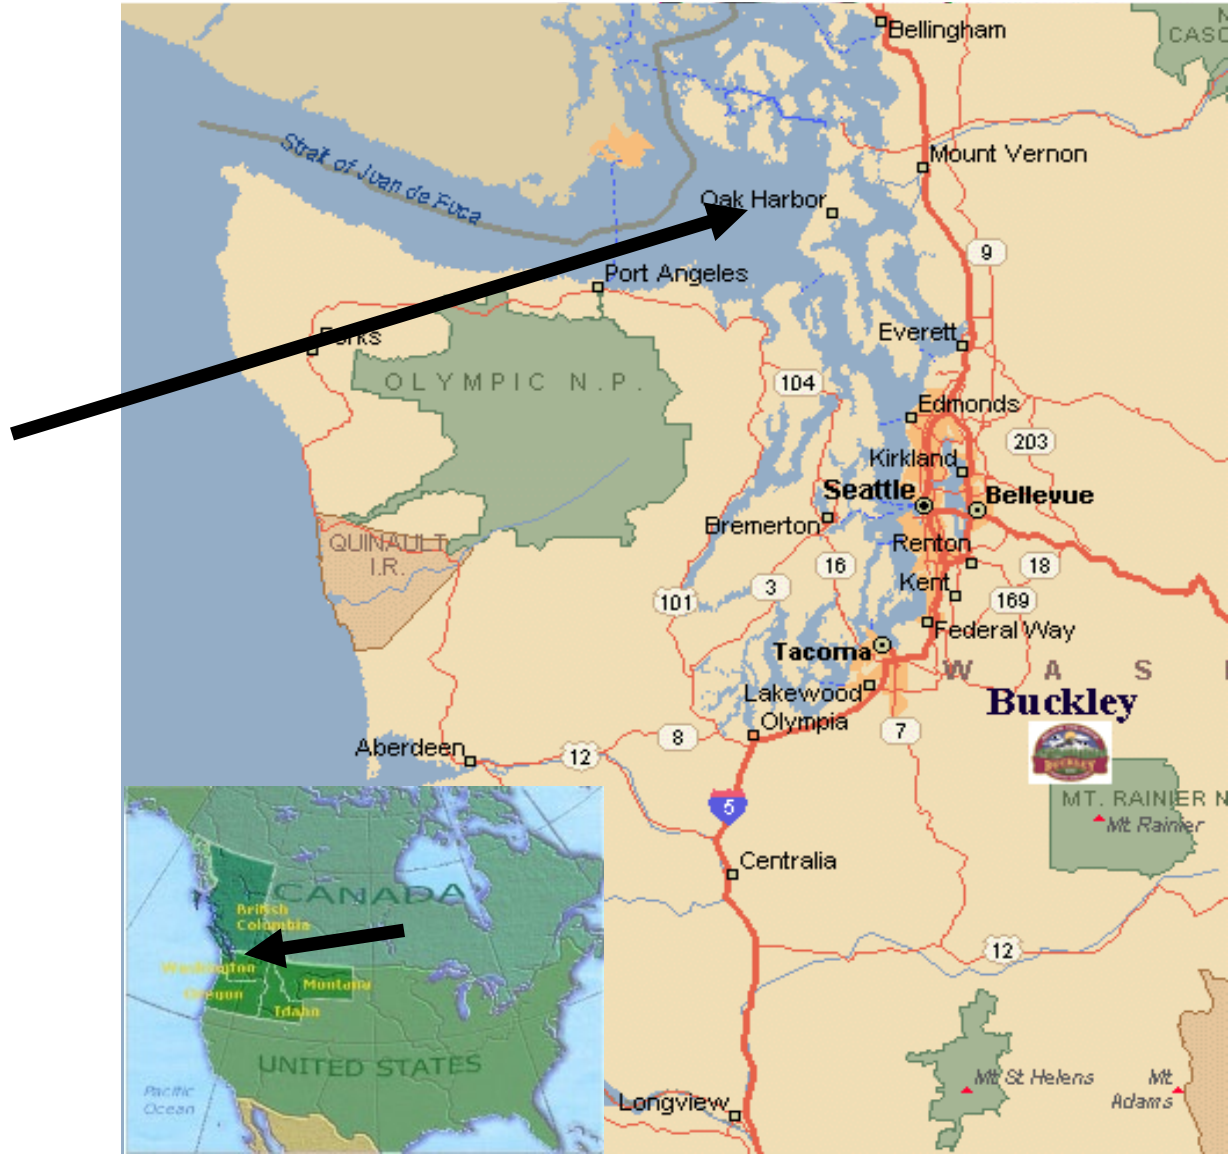 Bellingham
N
CASC
Strait of Juan de Fuca
Mount Vernon
Oak Harbor
9
Port Angeles
Forks
Everett
OLYMPIC N.P.
104
Edmonds
203
Kirkland
Seattle
Bellevue
Bremerton
QUINAULT
I.R.
Renton
16
18
3
Kent
101
169
Federal Way
Tacoma
W A S
Lakewood
Buckley
Olympia
8
7
Aberdeen
12
BUCKLEY
5
MT. RAINIER N
Mt Rainier
Centralia
CANADA
British
Columbia
12
Washington
Montana
Oregon
Idaho
UNITED STATES
Pacific
Ocean
Mt St Helens
Mt
Adams
Longview